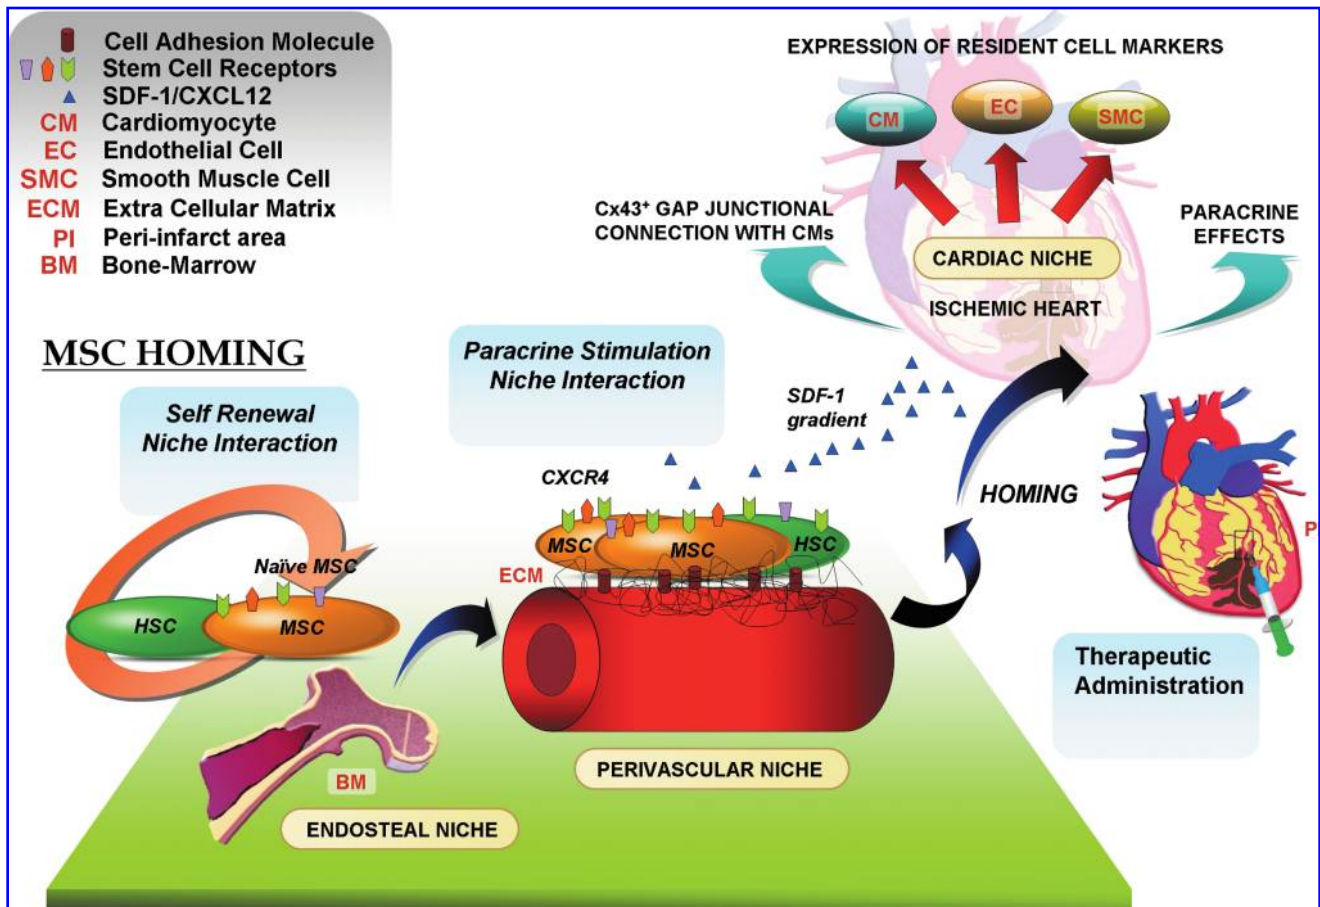 Cell Adhesion Molecule
Stem Cell Receptors
SDF-1/CXCL12
CM Cardiomyocyte
EC Endothelial Cell
SMC Smooth Muscle Cell
ECM Extra Cellular Matrix
PI Peri-infarct area
BM Bone-Marrow
EXPRESSION OF RESIDENT CELL MARKERS
CM
EC
SMC
Cx43⁺ GAP JUNCTIONAL
CONNECTION WITH CMs
PARACRINE
EFFECTS
CARDIAC NICHE
ISCHEMIC HEART
MSC HOMING
Self Renewal
Niche Interaction
Paracrine Stimulation
Niche Interaction
SDF-1
gradient
CXCR4
HOMING
Naïve MSC
HSC
MSC
MSC
MSC
HSC
ECM
P
Therapeutic
Administration
PERIVASCULAR NICHE
BM
ENDOSTEAL NICHE